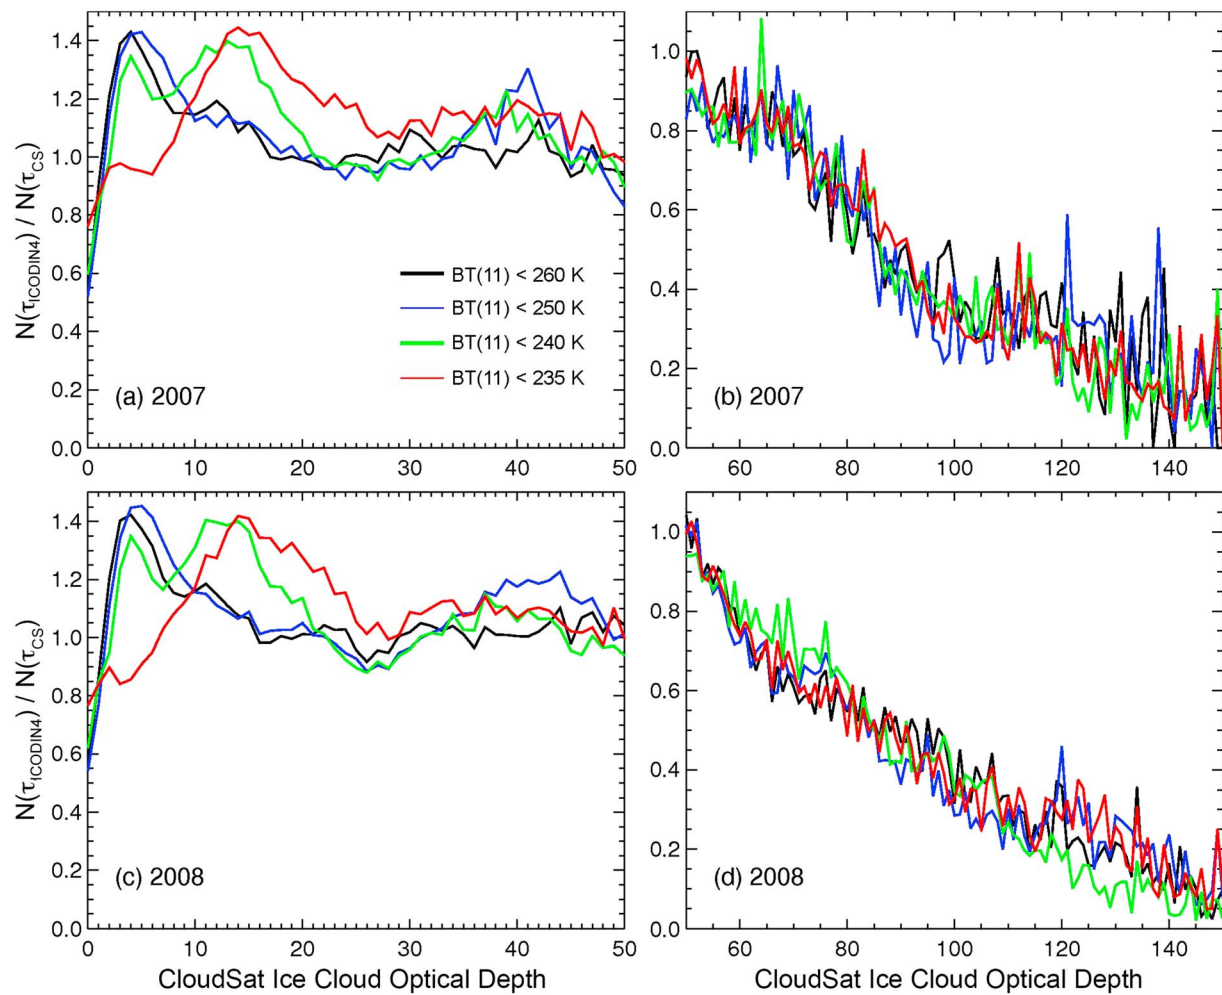 N(τICODIN4) / N(τCS)
1.4
1.2
1.0
0.8
0.6
0.4
0.2
0.0
BT(11) < 260 K
BT(11) < 250 K
BT(11) < 240 K
BT(11) < 235 K
(a) 2007
0 10 20 30 40 50
1.0
0.8
0.6
0.4
0.2
0.0
(b) 2007
60 80 100 120 140
N(τICODIN4) / N(τCS)
1.4
1.2
1.0
0.8
0.6
0.4
0.2
0.0
(c) 2008
0 10 20 30 40 50
CloudSat Ice Cloud Optical Depth
1.0
0.8
0.6
0.4
0.2
0.0
(d) 2008
60 80 100 120 140
CloudSat Ice Cloud Optical Depth